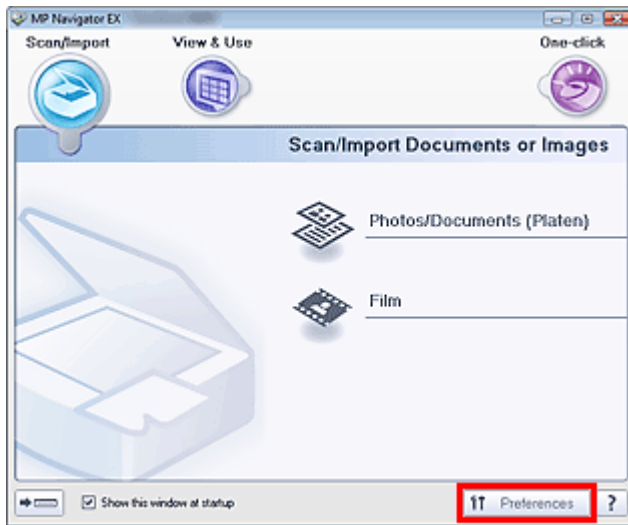 MP Navigator EX
Scan/Import
View & Use
One-click
Scan/Import Documents or Images
Photos/Documents (Platen)
Film
Show this window at startup
Preferences
?